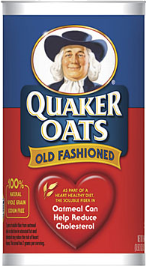 QUAKER
OATS
OLD FASHIONED
100%
NATURAL
WHOLE GRAIN
AS PART OF A
HEART HEALTHY DIET
THE SOLUBLE FIBER IN
Oatmeal Can
Help Reduce
Cholesterol